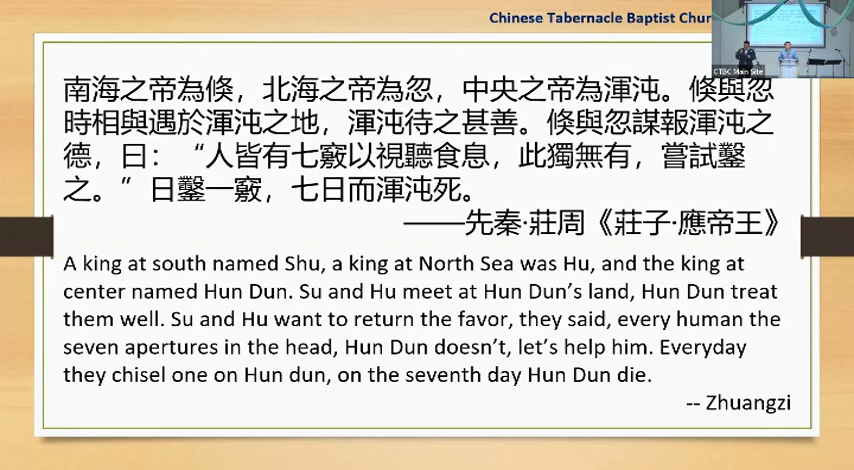 Chinese Tabernacle Baptist Chur
CTBC Main Site
南海之帝為倏，北海之帝為忽，中央之帝為渾沌。倏與忽
時相與遇於渾沌之地，渾沌待之甚善。倏與忽謀報渾沌之
德，曰：“人皆有七竅以視聽食息，此獨無有，嘗試鑿
之。”日鑿一竅，七日而渾沌死。
——先秦·莊周《莊子·應帝王》
A king at south named Shu, a king at North Sea was Hu, and the king at
center named Hun Dun. Su and Hu meet at Hun Dun’s land, Hun Dun treat
them well. Su and Hu want to return the favor, they said, every human the
seven apertures in the head, Hun Dun doesn’t, let’s help him. Everyday
they chisel one on Hun dun, on the seventh day Hun Dun die.
-- Zhuangzi